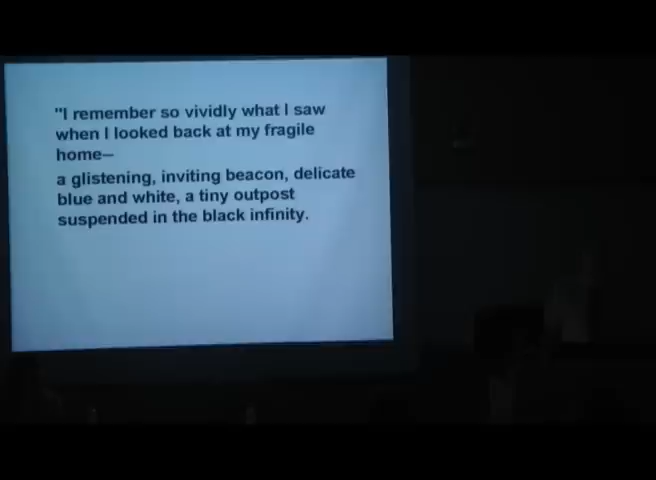 "I remember so vividly what I saw
when I looked back at my fragile
home–
a glistening, inviting beacon, delicate
blue and white, a tiny outpost
suspended in the black infinity.